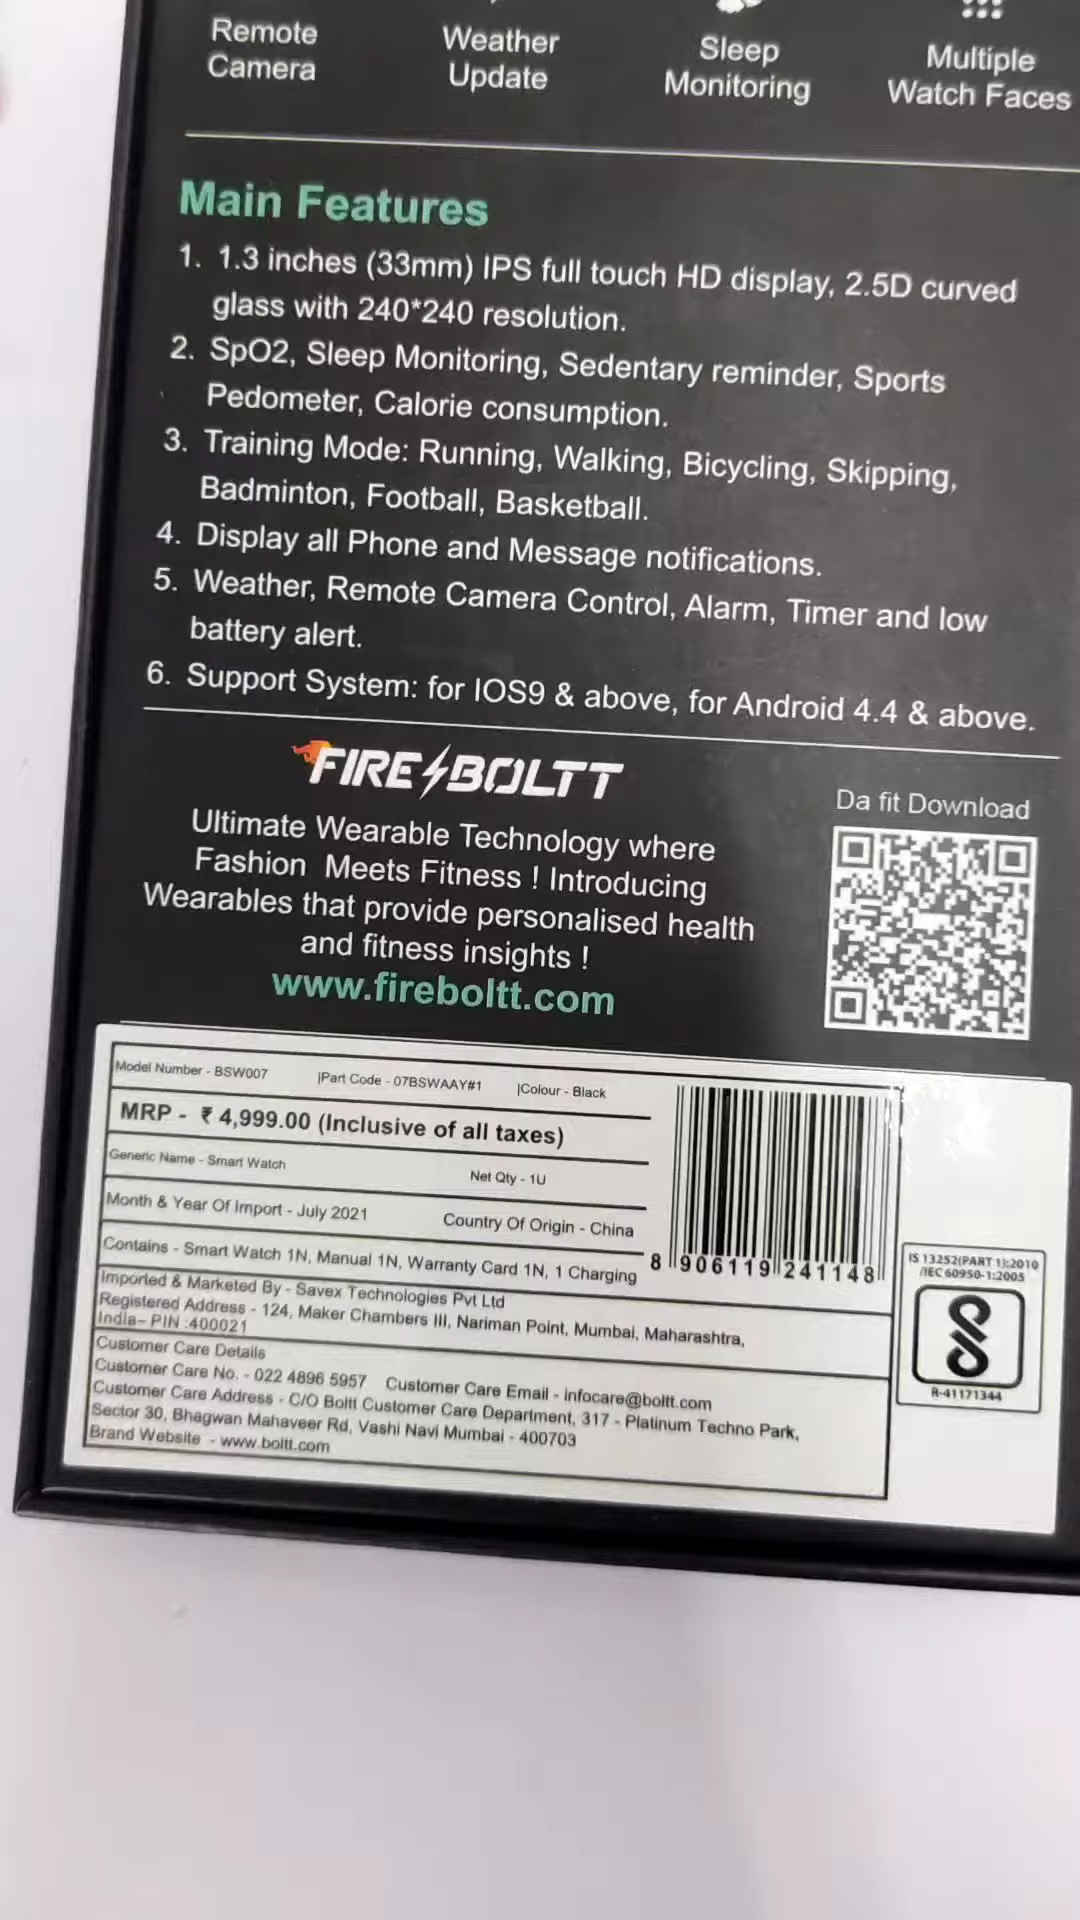 Remote Camera
Weather Update
Sleep Monitoring
Multiple Watch Faces
Main Features
1. 1.3 inches (33mm) IPS full touch HD display, 2.5D curved
glass with 240*240 resolution.
2. SpO2, Sleep Monitoring, Sedentary reminder, Sports
Pedometer, Calorie consumption.
3. Training Mode: Running, Walking, Bicycling, Skipping,
Badminton, Football, Basketball.
4. Display all Phone and Message notifications.
5. Weather, Remote Camera Control, Alarm, Timer and low
battery alert.
6. Support System: for IOS9 & above, for Android 4.4 & above.
FIRE BOLTT
Ultimate Wearable Technology where
Fashion Meets Fitness ! Introducing
Wearables that provide personalised health
and fitness insights !
www.fireboltt.com
Da fit Download
Model Number - BSW007 |Part Code - 07BSWAAY#1 |Colour - Black
MRP - ₹ 4,999.00 (Inclusive of all taxes)
Generic Name - Smart Watch Net Qty - 1U
Month & Year Of Import - July 2021 Country Of Origin - China
Contains - Smart Watch 1N, Manual 1N, Warranty Card 1N, 1 Charging
8 906119 241148
Imported & Marketed By - Savex Technologies Pvt Ltd
Registered Address - 124, Maker Chambers III, Nariman Point, Mumbai, Maharashtra,
India- PIN :400021
Customer Care Details
Customer Care No. - 022 4896 5957 Customer Care Email - infocare@boltt.com
Customer Care Address - C/O Boltt Customer Care Department, 317 - Platinum Techno Park,
Sector 30, Bhagwan Mahaveer Rd, Vashi Navi Mumbai - 400703
Brand Website - www.boltt.com
IS 13252(PART 1):2010
/IEC 60950-1:2005
R-41171344